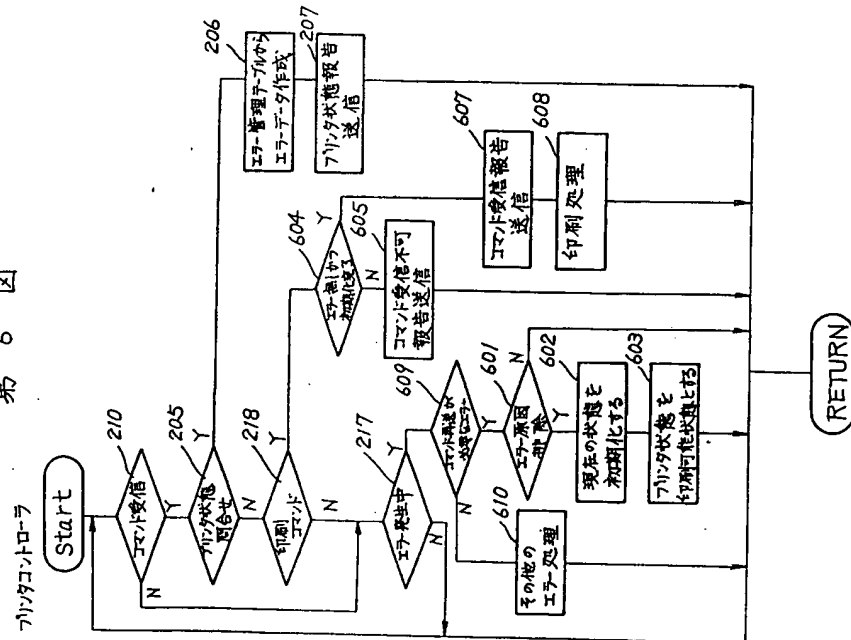 第 6 図
プリンタコントローラ
Start
210
コマンド受信
Y
N
205
プリンタ状態
問合せ
Y
N
218
印刷
コマンド
Y
N
217
エラー発生中
Y
N
206
エラー管理テーブルから
エラーデータ作成
207
プリンタ状態報告
送信
604
エラー無しかつ
初期化完了
Y
N
605
コマンド受信不可
報告送信
607
コマンド受信報告
送信
608
印刷処理
609
コマンド再送が
必要なエラー
Y
N
601
エラー原因
排除
N
Y
602
現在の状態を
初期化する
603
プリンタ状態を
印刷可能状態とする
610
その他の
エラー処理
RETURN